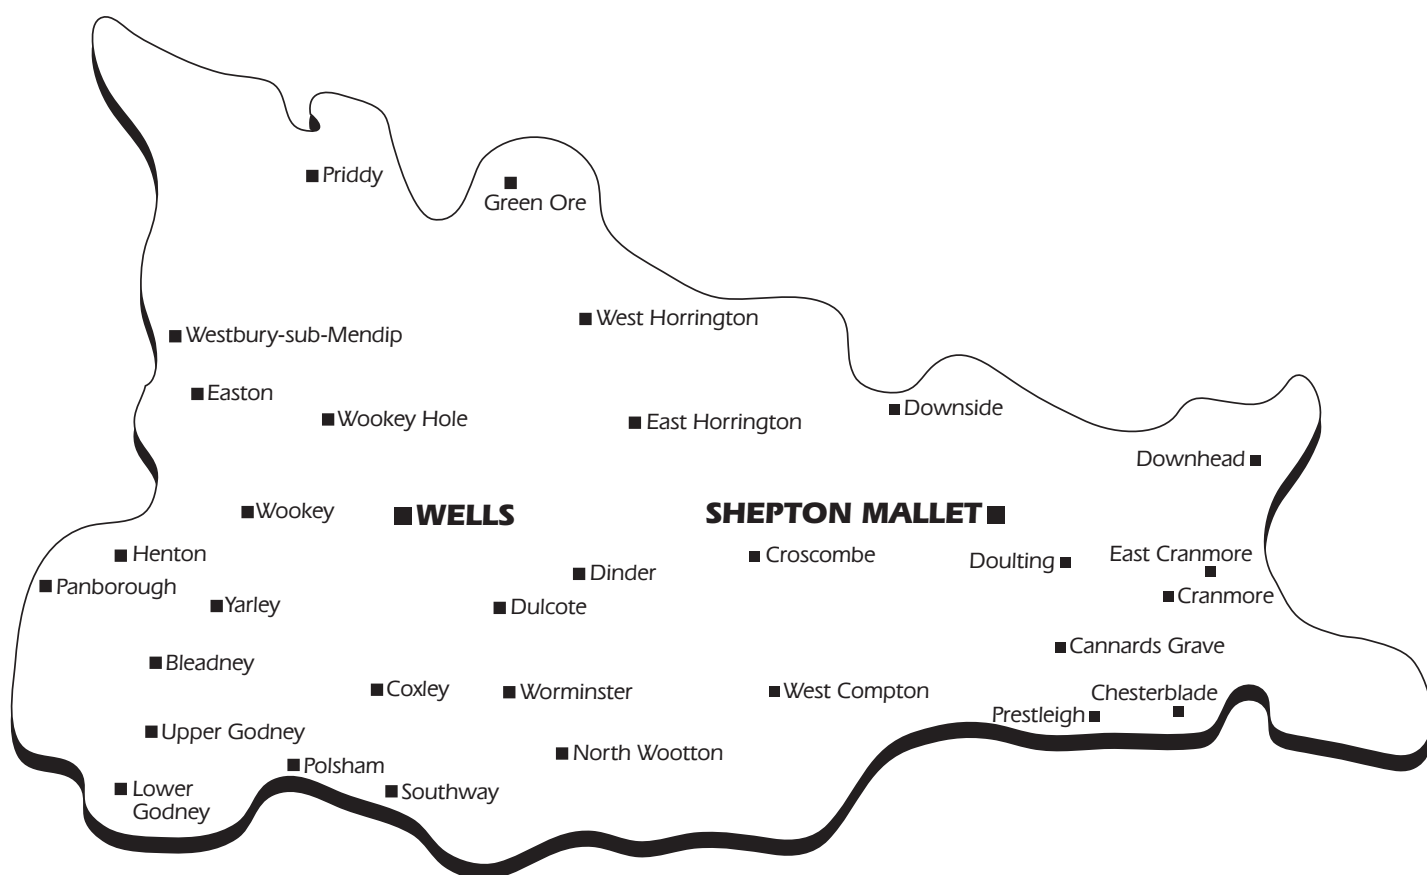 Priddy
Green Ore
West Horrington
Westbury-sub-Mendip
Easton
Wookey Hole
East Horrington
Downside
Downhead
Wookey
WELLS
SHEPTON MALLET
Henton
Croscombe
Doulting
East Cranmore
Panborough
Dinder
Cranmore
Yarley
Dulcote
Cannards Grave
Bleadney
Coxley
Worminster
West Compton
Chesterblade
Prestleigh
Upper Godney
North Wootton
Polsham
Lower
Godney
Southway